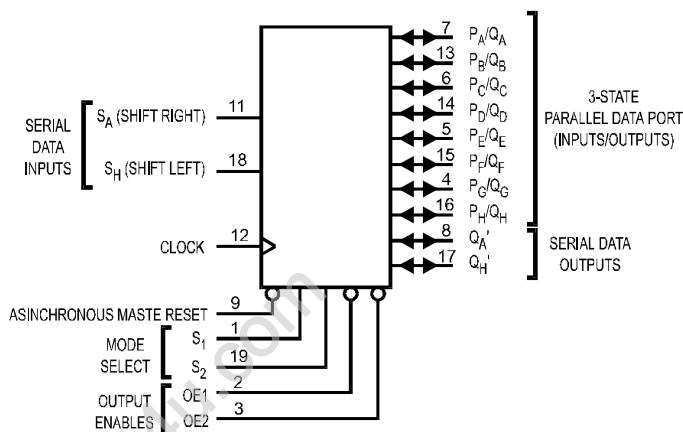 7 PA/QA
13 PB/QB
6 PC/QC
14 PD/QD
5 PE/QE
15 PF/QF
4 PG/QG
16 PH/QH
8 QA'
17 QH'
3-STATE
PARALLEL DATA PORT
(INPUTS/OUTPUTS)
SERIAL DATA
OUTPUTS
SERIAL
DATA
INPUTS
SA (SHIFT RIGHT) 11
SH (SHIFT LEFT) 18
CLOCK 12
ASINCHRONOUS MASTE RESET 9
MODE
SELECT
S1 1
S2 19
OUTPUT
ENABLES
OE1 2
OE2 3
4u.com